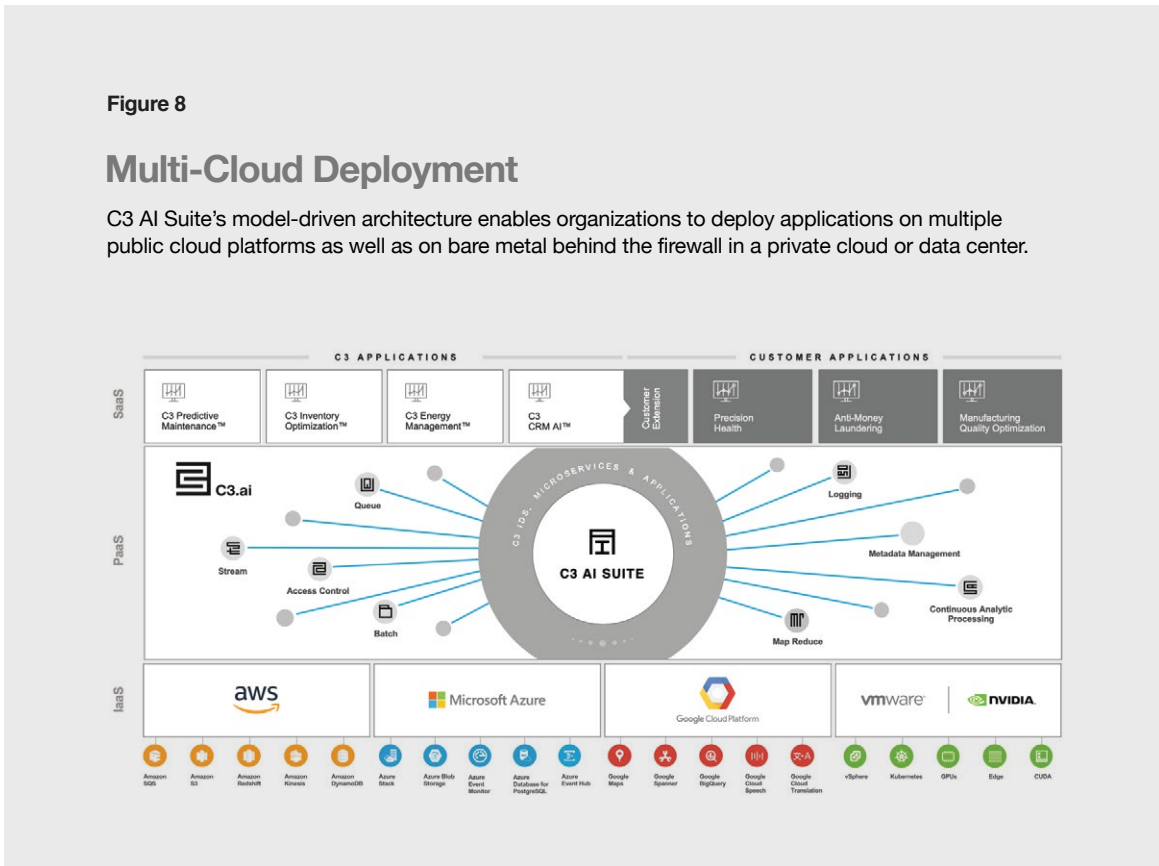 Figure 8
Multi-Cloud Deployment
C3 AI Suite’s model-driven architecture enables organizations to deploy applications on multiple
public cloud platforms as well as on bare metal behind the firewall in a private cloud or data center.
C3 APPLICATIONS
CUSTOMER APPLICATIONS
SaaS
C3 Predictive
Maintenance™
C3 Inventory
Optimization™
C3 Energy
Management™
C3
CRM AI™
Customer
Extension
Precision
Health
Anti-Money
Laundering
Manufacturing
Quality Optimization
PaaS
C3.ai
Queue
Stream
Access Control
Batch
C3 IDS, MICROSERVICES & APPLICATIONS
C3 AI SUITE
Logging
Metadata Management
Continuous Analytic
Processing
Map Reduce
IaaS
aws
Microsoft Azure
Google Cloud Platform
vmware
NVIDIA.
Amazon
SQS
Amazon
S3
Amazon
Redshift
Amazon
Kinesis
Amazon
DynamoDB
Azure
Stack
Azure Blob
Storage
Azure
Event
Monitor
Azure
Database for
PostgreSQL
Azure
Event Hub
Google
Maps
Google
Spanner
Google
BigQuery
Google
Cloud
Speech
Google
Cloud
Translation
vSphere
Kubernetes
GPUs
Edge
CUDA